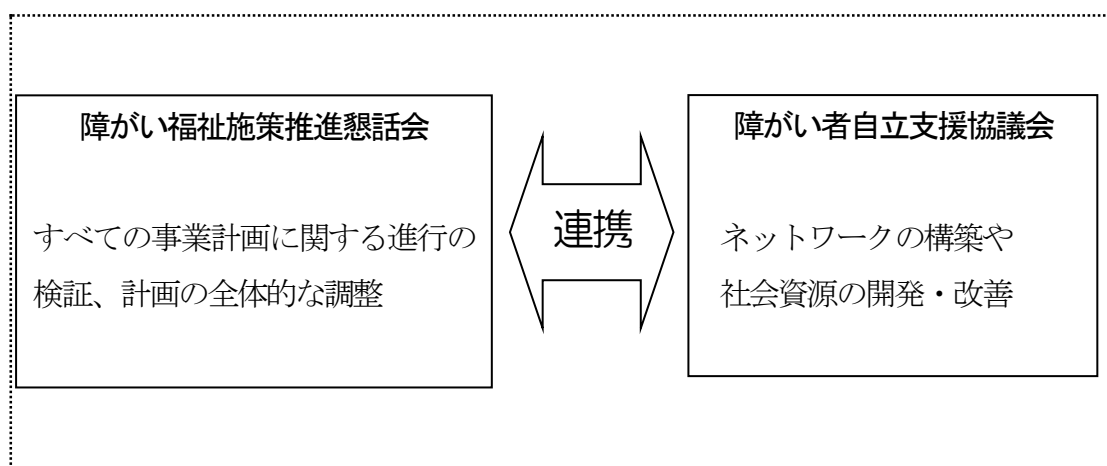 障がい福祉施策推進懇話会
すべての事業計画に関する進行の
検証、計画の全体的な調整
連携
障がい者自立支援協議会
ネットワークの構築や
社会資源の開発・改善